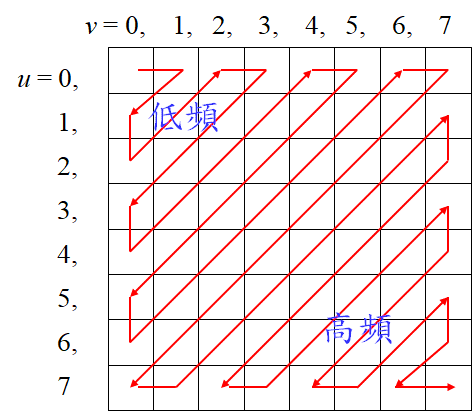 v = 0, 1, 2, 3, 4, 5, 6, 7
u = 0,
1,
低頻
2,
3,
4,
5,
高頻
6,
7